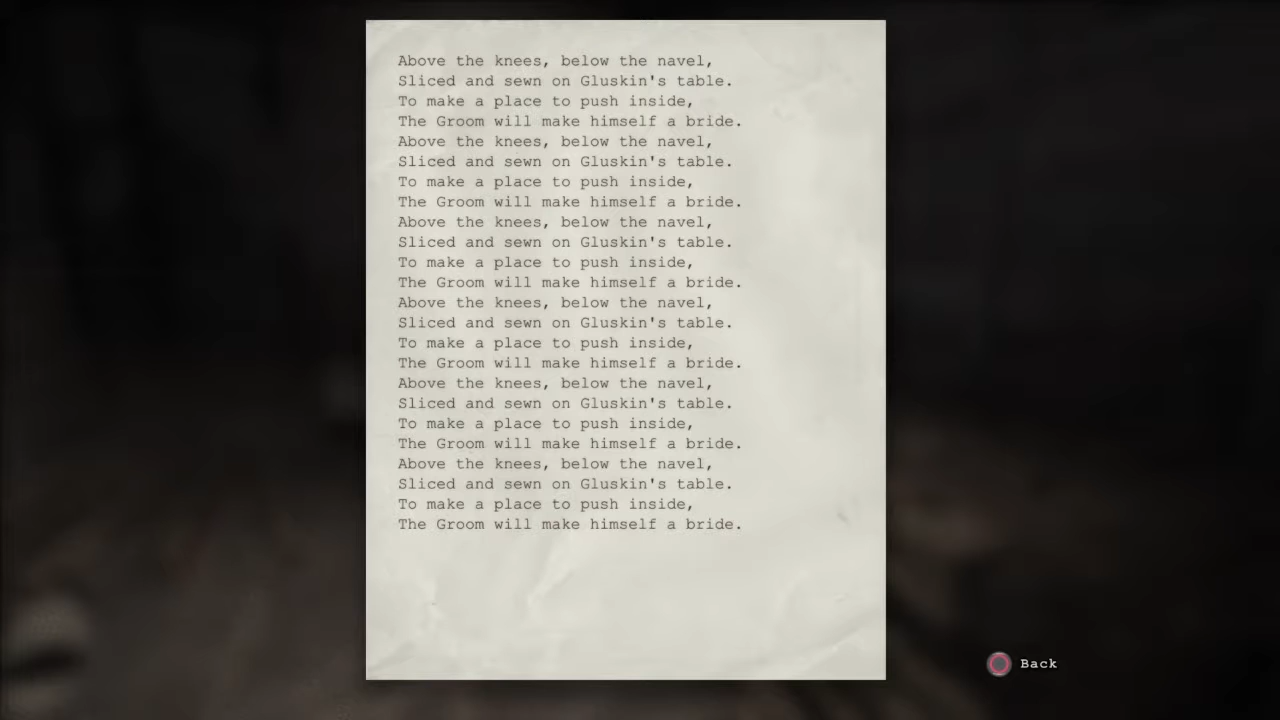 Above the knees, below the navel,
Sliced and sewn on Gluskin's table.
To make a place to push inside,
The Groom will make himself a bride.
Above the knees, below the navel,
Sliced and sewn on Gluskin's table.
To make a place to push inside,
The Groom will make himself a bride.
Above the knees, below the navel,
Sliced and sewn on Gluskin's table.
To make a place to push inside,
The Groom will make himself a bride.
Above the knees, below the navel,
Sliced and sewn on Gluskin's table.
To make a place to push inside,
The Groom will make himself a bride.
Above the knees, below the navel,
Sliced and sewn on Gluskin's table.
To make a place to push inside,
The Groom will make himself a bride.
Above the knees, below the navel,
Sliced and sewn on Gluskin's table.
To make a place to push inside,
The Groom will make himself a bride.
Back